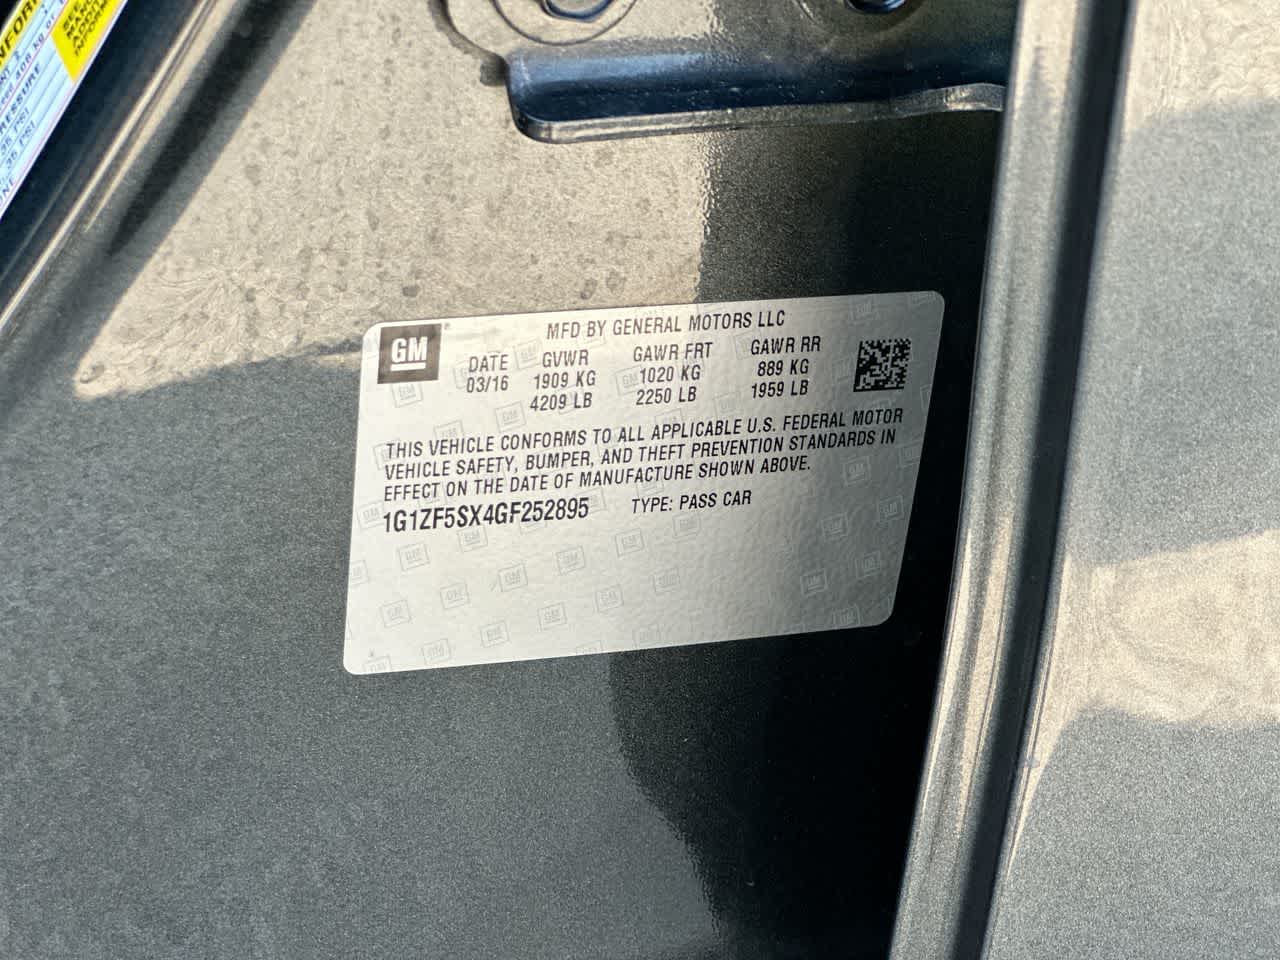 GM
MFD BY GENERAL MOTORS LLC
DATE GVWR GAWR FRT GAWR RR
03/16 1909 KG 1020 KG 889 KG
4209 LB 2250 LB 1959 LB
THIS VEHICLE CONFORMS TO ALL APPLICABLE U.S. FEDERAL MOTOR
VEHICLE SAFETY, BUMPER, AND THEFT PREVENTION STANDARDS IN
EFFECT ON THE DATE OF MANUFACTURE SHOWN ABOVE.
1G1ZF5SX4GF252895 TYPE: PASS CAR